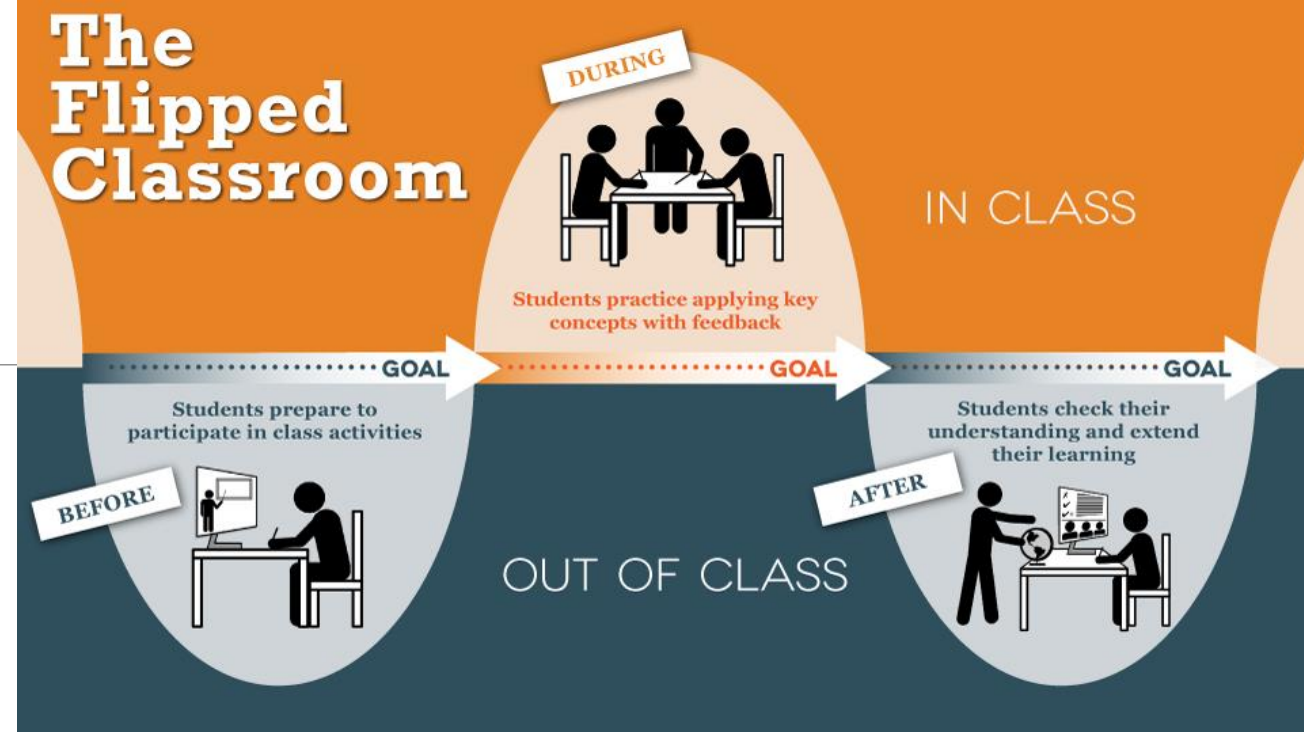 The
Flipped
Classroom
DURING
IN CLASS
Students practice applying key
concepts with feedback
GOAL
GOAL
GOAL
Students prepare to
participate in class activities
BEFORE
OUT OF CLASS
Students check their
understanding and extend
their learning
AFTER